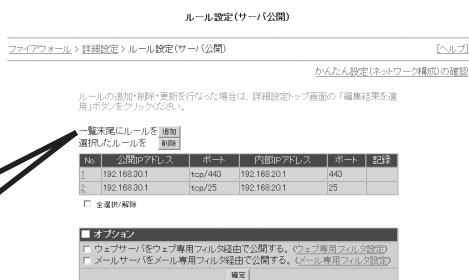 ルール設定(サーバ公開)
ファイアウォール > 詳細設定 > ルール設定(サーバ公開) [ヘルプ]
かんたん設定(ネットワーク構成)の確認
ルールの追加・削除・更新を行なった場合は、詳細設定トップ画面の「編集結果を適
用」ボタンをクリックください。
一覧末尾にルールを 追加
選択したルールを 削除
No. 公開IPアドレス ポート 内部IPアドレス ポート 記録
1 192.168.30.1 tcp/443 192.168.30.1 443
2 192.168.20.1 tcp/25 192.168.20.1 25
全選択/解除
■ オプション
ウェブサーバをウェブ専用フィルタ経由で公開する。(ウェブ専用フィルタ設定)
メールサーバをメール専用フィルタ経由で公開する。(メール専用フィルタ設定)
確定